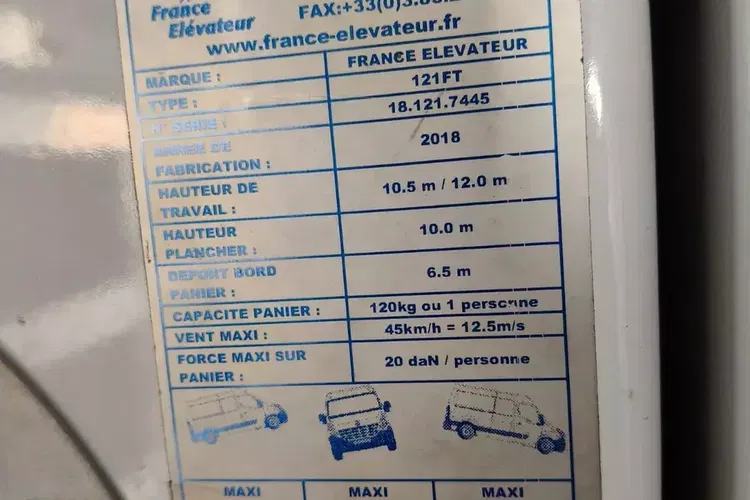 France
Elévateur
FAX:+33(0)3
www.france-elevateur.fr
MARQUE : FRANCE ELEVATEUR
TYPE : 121FT
N° SERIE : 18.121.7445
ANNEE DE
FABRICATION : 2018
HAUTEUR DE
TRAVAIL : 10.5 m / 12.0 m
HAUTEUR
PLANCHER : 10.0 m
DEPORT BORD
PANIER : 6.5 m
CAPACITE PANIER : 120kg ou 1 personne
VENT MAXI : 45km/h = 12.5m/s
FORCE MAXI SUR
PANIER : 20 daN / personne
MAXI MAXI MAXI